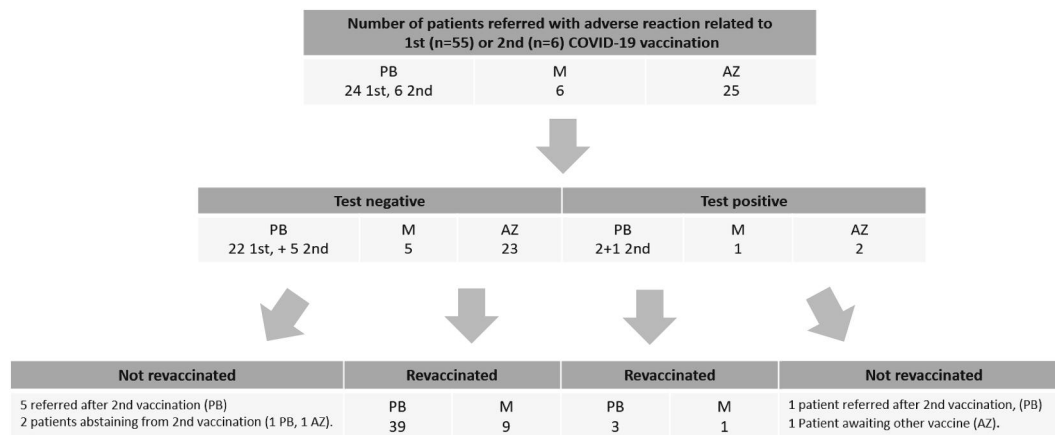 Number of patients referred with adverse reaction related to
1st (n=55) or 2nd (n=6) COVID-19 vaccination
PB M AZ
24 1st, 6 2nd 6 25
Test negative Test positive
PB M AZ PB M AZ
22 1st, + 5 2nd 5 23 2+1 2nd 1 2
Not revaccinated Revaccinated Revaccinated Not revaccinated
5 referred after 2nd vaccination (PB) PB M PB M 1 patient referred after 2nd vaccination, (PB)
2 patients abstaining from 2nd vaccination (1 PB, 1 AZ). 39 9 3 1 1 Patient awaiting other vaccine (AZ).